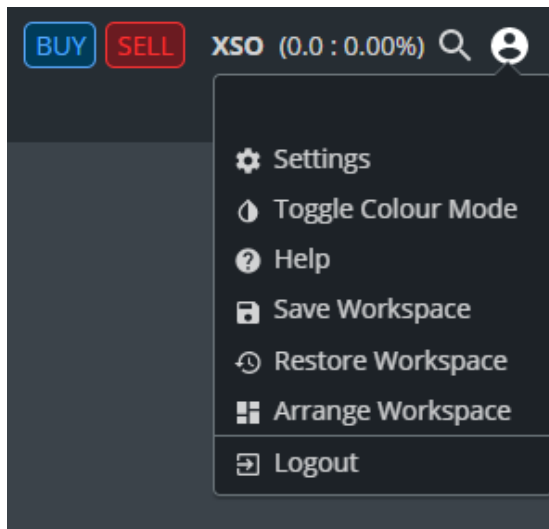 BUY SELL XSO (0.0 : 0.00%)
Settings
Toggle Colour Mode
Help
Save Workspace
Restore Workspace
Arrange Workspace
Logout